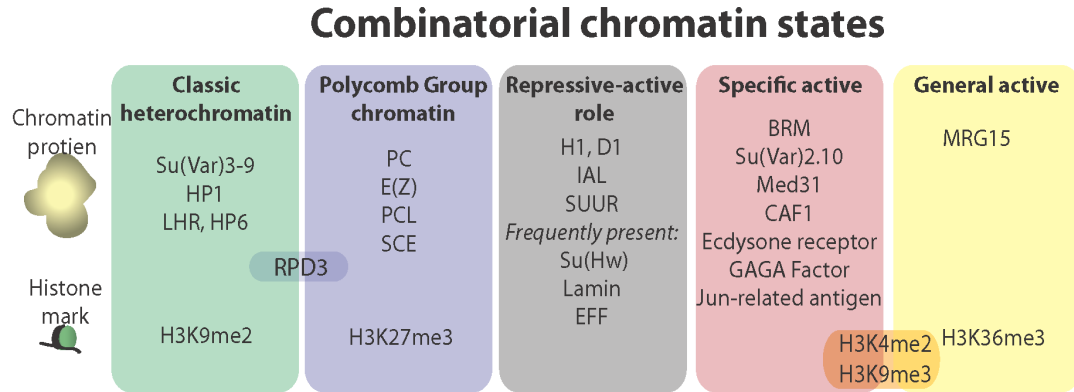 Combinatorial chromatin states
Chromatin
protien
Histone
mark
Classic
heterochromatin
Su(Var)3-9
HP1
LHR, HP6
RPD3
H3K9me2
Polycomb Group
chromatin
PC
E(Z)
PCL
SCE
H3K27me3
Repressive-active
role
H1, D1
IAL
SUUR
Frequently present:
Su(Hw)
Lamin
EFF
Specific active
BRM
Su(Var)2.10
Med31
CAF1
Ecdysone receptor
GAGA Factor
Jun-related antigen
H3K4me2
H3K9me3
General active
MRG15
H3K36me3